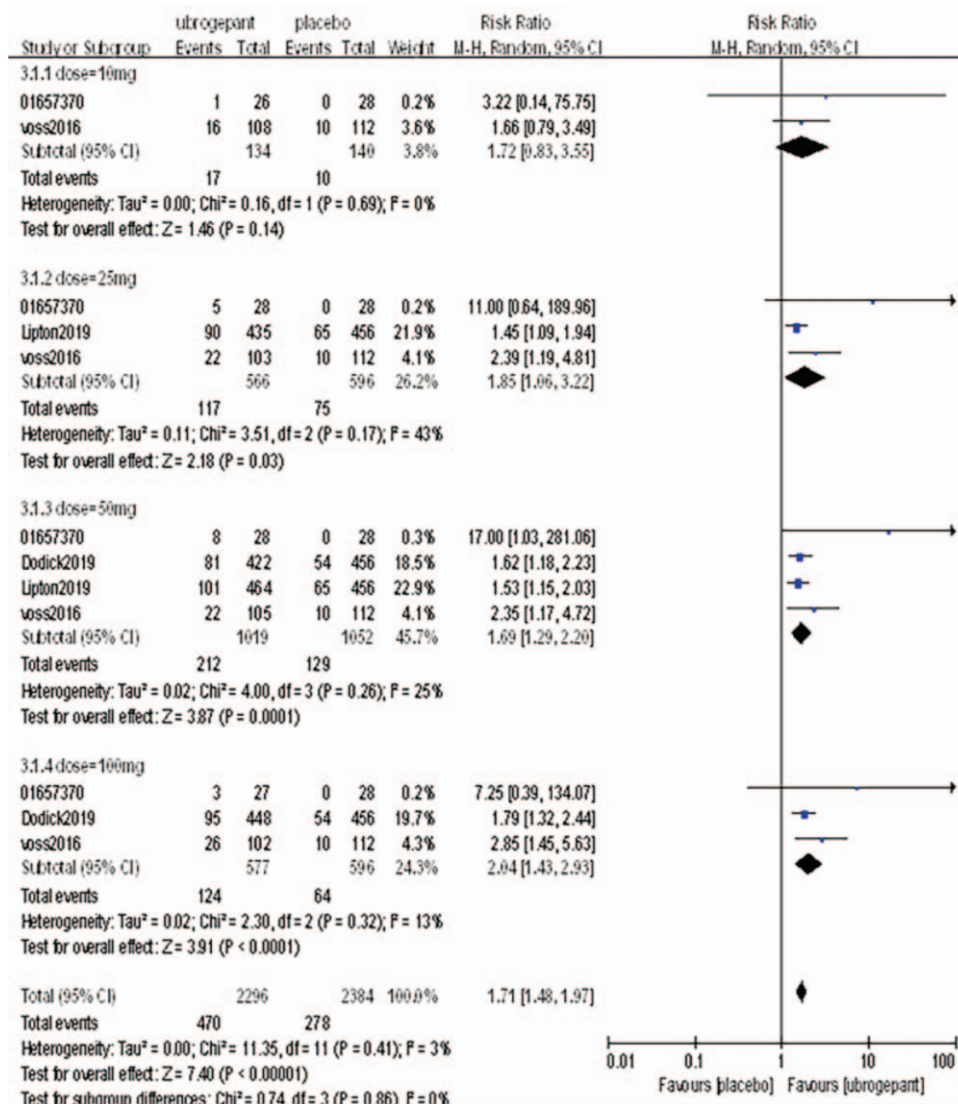 ubrogepant placebo Risk Ratio Risk Ratio
Study or Subgroup Events Total Events Total Weight M-H, Random, 95% CI M-H, Random, 95% CI
3.1.1 dose=10mg
01657370 1 26 0 28 0.2% 3.22 [0.14, 75.75]
voss2016 16 108 10 112 3.6% 1.66 [0.79, 3.49]
Subtotal (95% CI) 134 140 3.8% 1.72 [0.83, 3.55]
Total events 17 10
Heterogeneity: Tau² = 0.00; Chi² = 0.16, df = 1 (P = 0.69); I² = 0%
Test for overall effect: Z = 1.46 (P = 0.14)
3.1.2 dose=25mg
01657370 5 28 0 28 0.2% 11.00 [0.64, 189.96]
Lipton2019 90 435 65 456 21.9% 1.45 [1.09, 1.94]
voss2016 22 103 10 112 4.1% 2.39 [1.19, 4.81]
Subtotal (95% CI) 566 596 26.2% 1.85 [1.06, 3.22]
Total events 117 75
Heterogeneity: Tau² = 0.11; Chi² = 3.51, df = 2 (P = 0.17); I² = 43%
Test for overall effect: Z = 2.18 (P = 0.03)
3.1.3 dose=50mg
01657370 8 28 0 28 0.3% 17.00 [1.03, 281.06]
Dodick2019 81 422 54 456 18.5% 1.62 [1.18, 2.23]
Lipton2019 101 464 65 456 22.9% 1.53 [1.15, 2.03]
voss2016 22 105 10 112 4.1% 2.35 [1.17, 4.72]
Subtotal (95% CI) 1019 1052 45.7% 1.69 [1.29, 2.20]
Total events 212 129
Heterogeneity: Tau² = 0.02; Chi² = 4.00, df = 3 (P = 0.26); I² = 25%
Test for overall effect: Z = 3.87 (P = 0.0001)
3.1.4 dose=100mg
01657370 3 27 0 28 0.2% 7.25 [0.39, 134.07]
Dodick2019 95 448 54 456 19.7% 1.79 [1.32, 2.44]
voss2016 26 102 10 112 4.3% 2.85 [1.45, 5.63]
Subtotal (95% CI) 577 596 24.3% 2.04 [1.43, 2.93]
Total events 124 64
Heterogeneity: Tau² = 0.02; Chi² = 2.30, df = 2 (P = 0.32); I² = 13%
Test for overall effect: Z = 3.91 (P < 0.0001)
Total (95% CI) 2296 2384 100.0% 1.71 [1.48, 1.97]
Total events 470 278
Heterogeneity: Tau² = 0.00; Chi² = 11.35, df = 11 (P = 0.41); I² = 3%
Test for overall effect: Z = 7.40 (P < 0.00001)
Test for subgroup differences: Chi² = 0.74, df = 3 (P = 0.86), I² = 0%
0.01 0.1 1 10 100
Favours [placebo] Favours [ubrogepant]